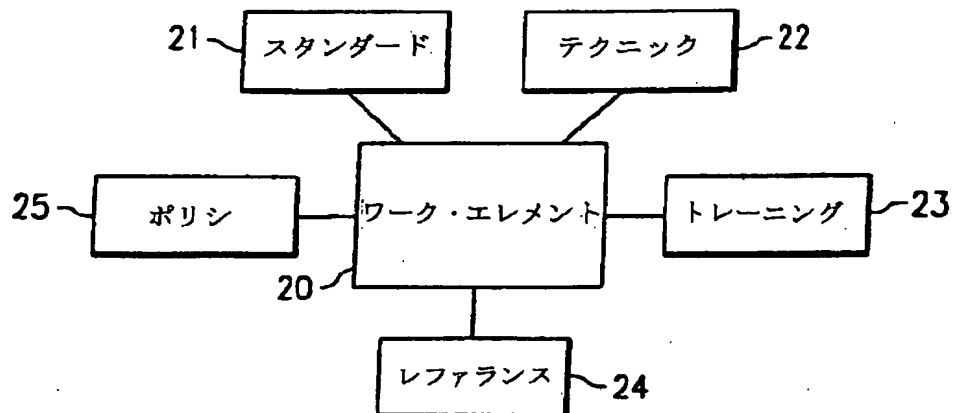 21 スタンダード
テクニック 22
25 ポリシ
ワーク・エレメント
20
トレーニング 23
レファランス 24